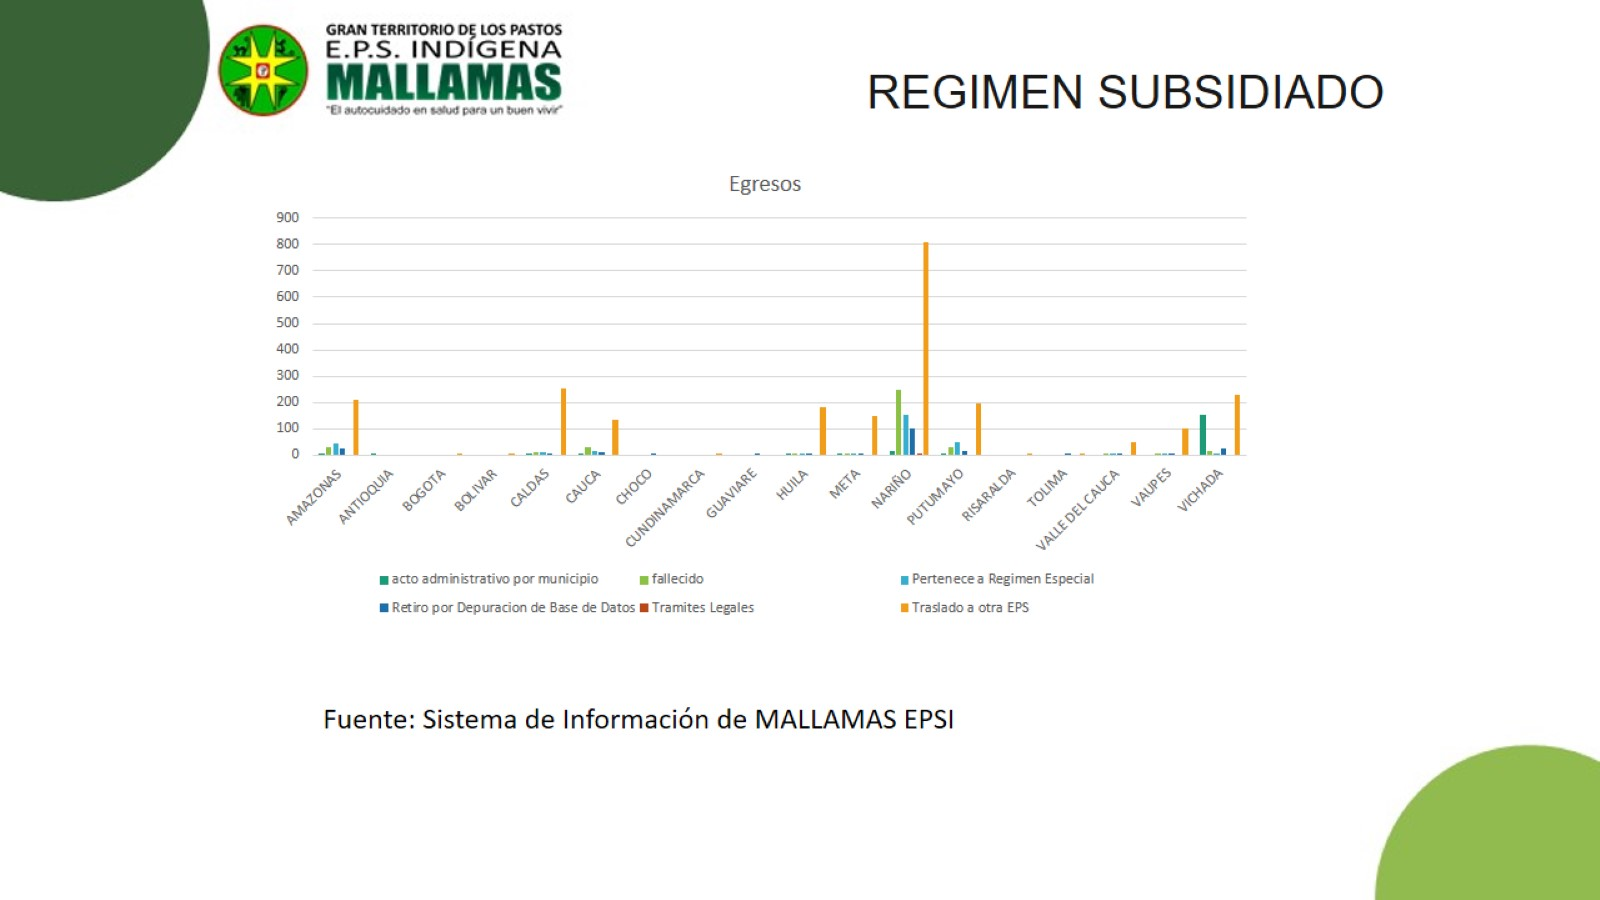 GRAN TERRITORIO DE LOS PASTOS
E.P.S. INDÍGENA
MALLAMAS
"El autocuidado en salud para un buen vivir"
REGIMEN SUBSIDIADO
Egresos
900
800
700
600
500
400
300
200
100
0
AMAZONAS
ANTIOQUIA
BOGOTA
BOLIVAR
CALDAS
CAUCA
CHOCO
CUNDINAMARCA
GUAVIARE
HUILA
META
NARIÑO
PUTUMAYO
RISARALDA
TOLIMA
VALLE DEL CAUCA
VAUPES
VICHADA
acto administrativo por municipio
fallecido
Pertenece a Regimen Especial
Retiro por Depuracion de Base de Datos
Tramites Legales
Traslado a otra EPS
Fuente: Sistema de Información de MALLAMAS EPSI